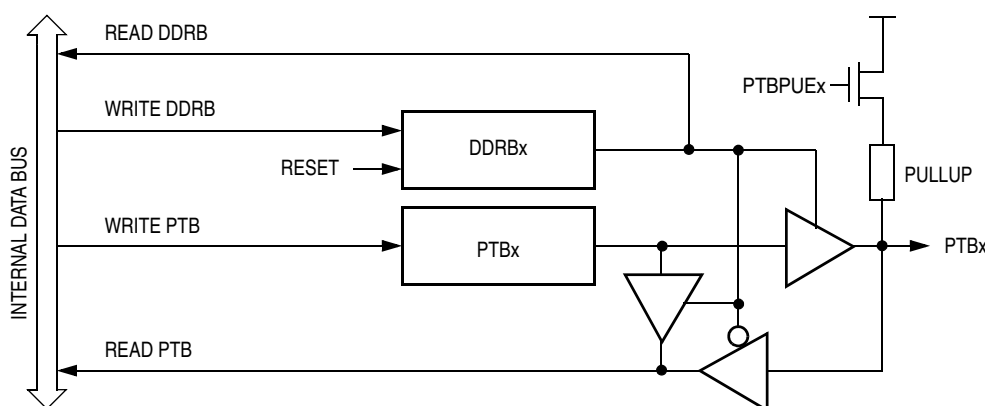 READ DDRB
PTBPUEx
WRITE DDRB
DDRBx
RESET
PULLUP
WRITE PTB
PTBx
PTBx
READ PTB
INTERNAL DATA BUS